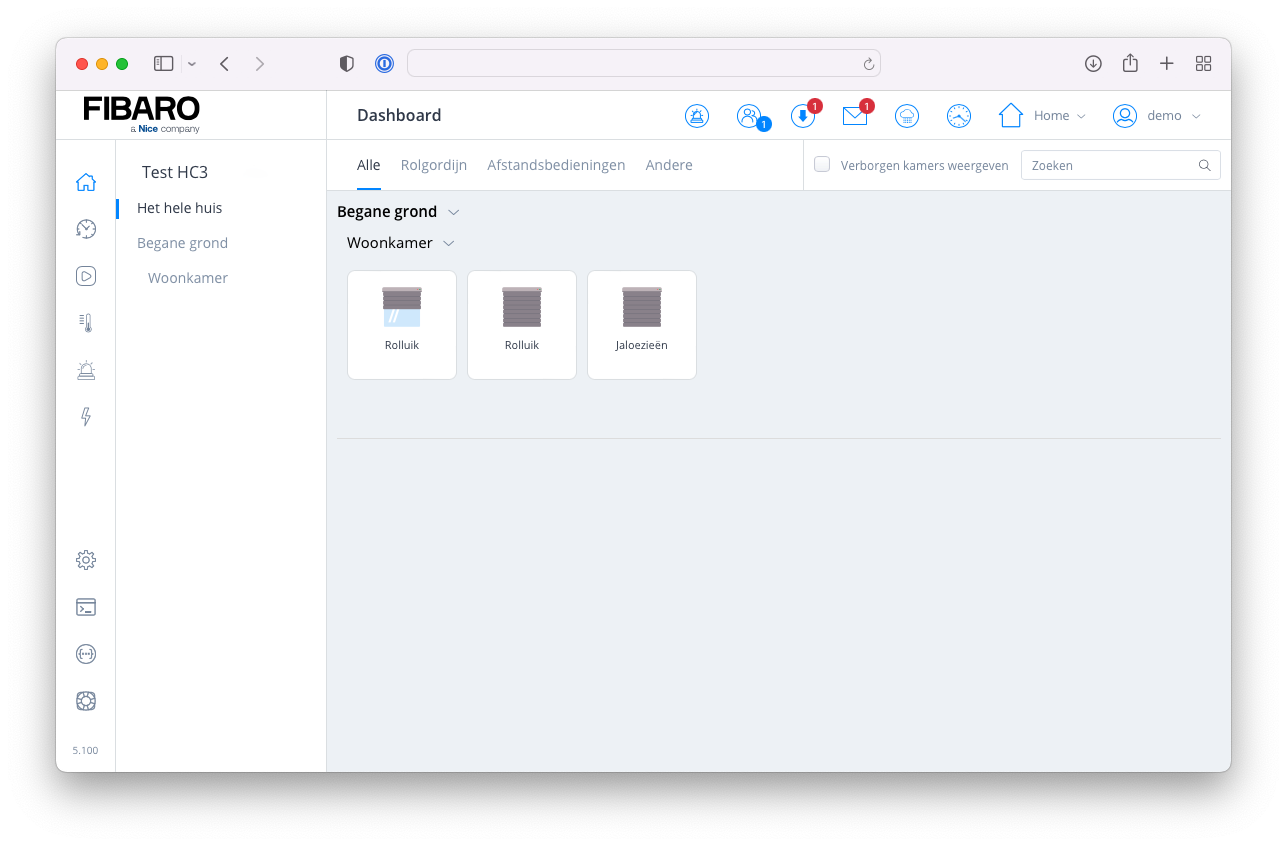 FIBARO
a Nice company
Dashboard
1
1
1
Home
demo
Test HC3
Het hele huis
Begane grond
Woonkamer
5.100
Alle
Rolgordijn
Afstandsbedieningen
Andere
Verborgen kamers weergeven
Zoeken
Begane grond
Woonkamer
Rolluik
Rolluik
Jaloezieën